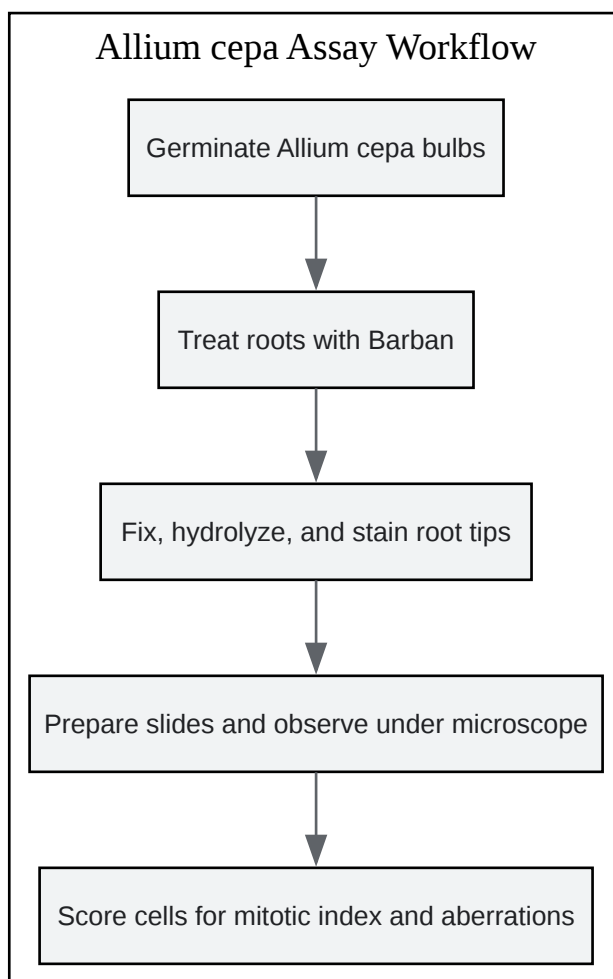 Allium cepa Assay Workflow
Germinate Allium cepa bulbs
Treat roots with Barban
Fix, hydrolyze, and stain root tips
Prepare slides and observe under microscope
Score cells for mitotic index and aberrations